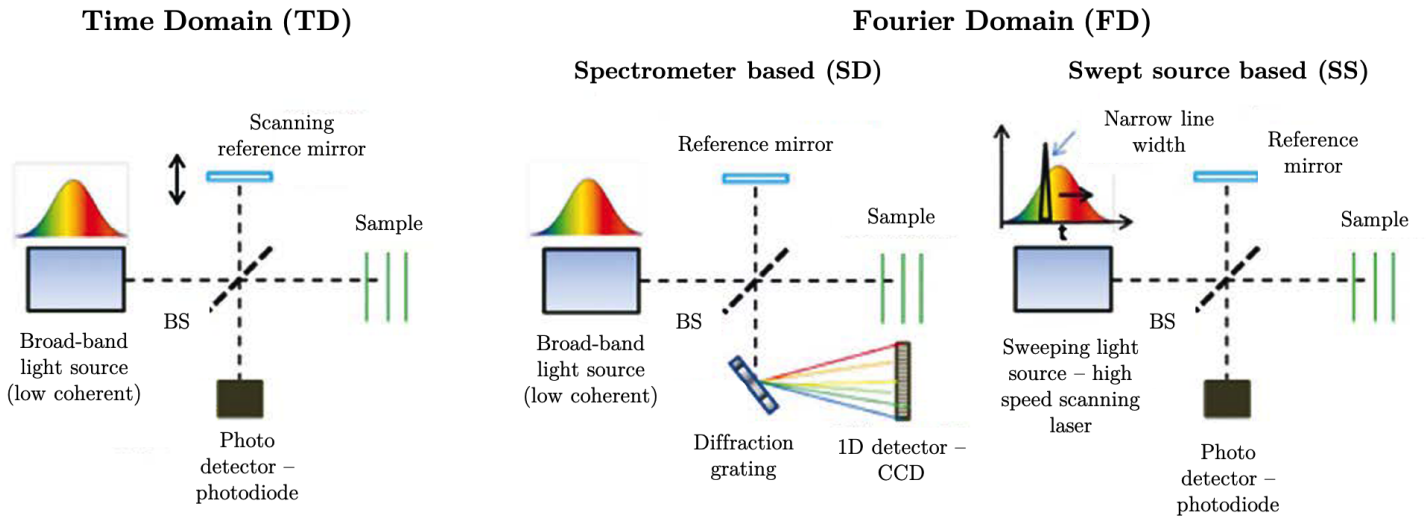 Time Domain (TD)
Fourier Domain (FD)
Spectrometer based (SD)
Swept source based (SS)
Scanning
reference mirror
Sample
BS
Broad-band
light source
(low coherent)
Photo
detector –
photodiode
Reference mirror
Sample
BS
Broad-band
light source
(low coherent)
Diffraction
grating
1D detector –
CCD
Narrow line
width
Reference
mirror
t
Sample
BS
Sweeping light
source – high
speed scanning
laser
Photo
detector –
photodiode